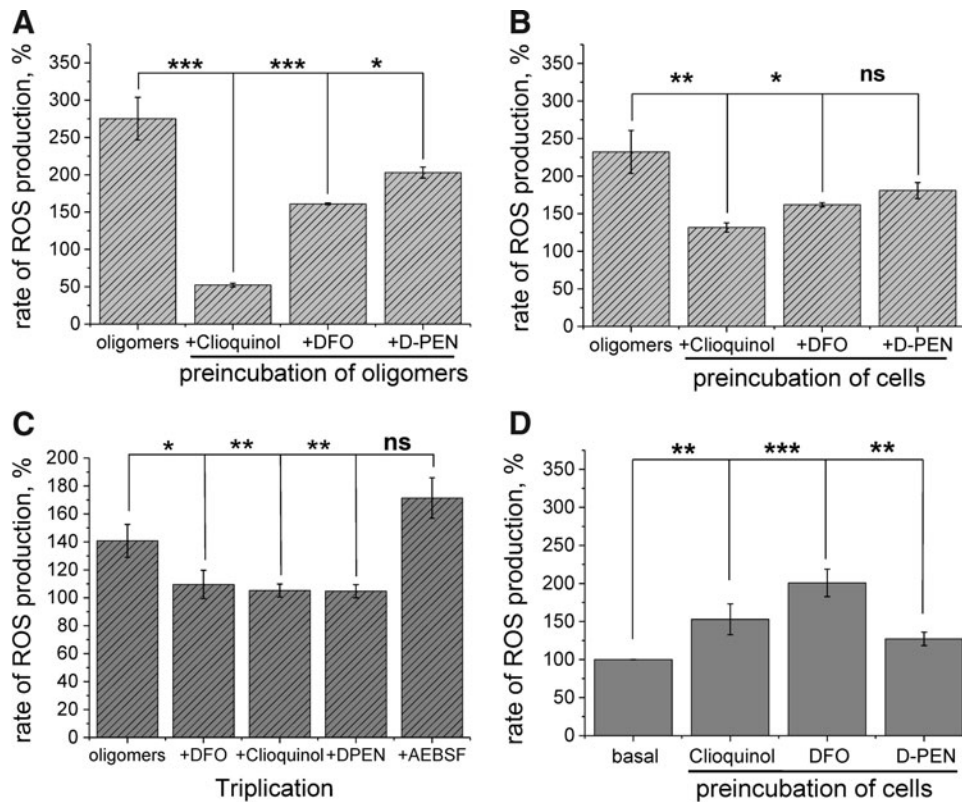 A
rate of ROS production, %
350
300
250
200
150
100
50
0
*** *** *
oligomers +Clioquinol +DFO +D-PEN
preincubation of oligomers
B
rate of ROS production, %
350
300
250
200
150
100
50
0
** * ns
oligomers +Clioquinol +DFO +D-PEN
preincubation of cells
C
rate of ROS production, %
200
180
160
140
120
100
80
60
40
20
0
* ** ** ns
oligomers +DFO +Clioquinol +DPEN +AEBSF
Triplication
D
rate of ROS production, %
350
300
250
200
150
100
50
0
** *** **
basal Clioquinol DFO D-PEN
preincubation of cells